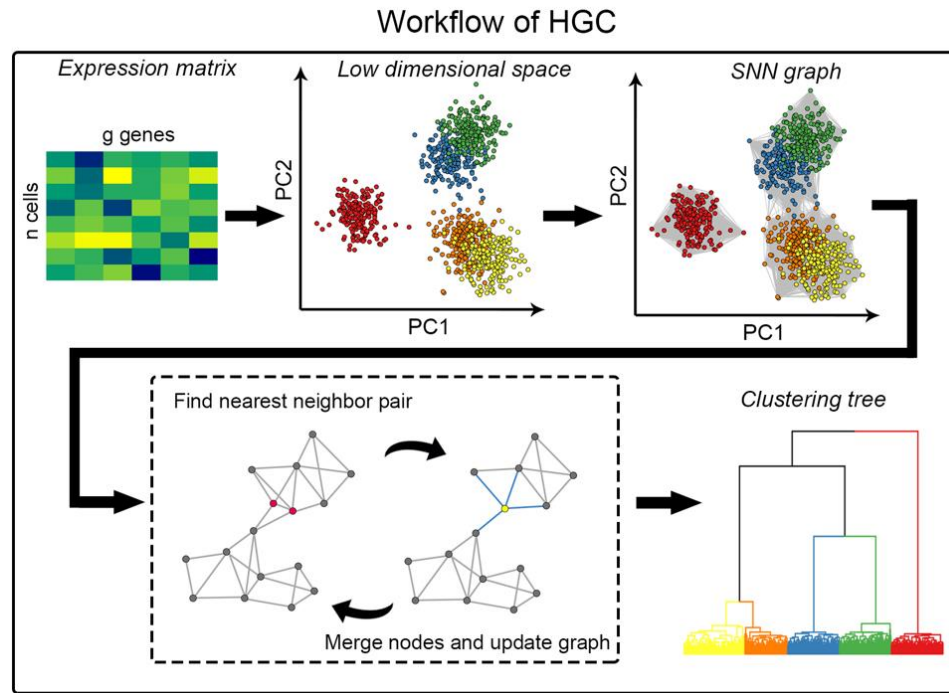 Workflow of HGC
Expression matrix
Low dimensional space
SNN graph
g genes
n cells
PC2
PC1
PC2
PC1
Find nearest neighbor pair
Merge nodes and update graph
Clustering tree